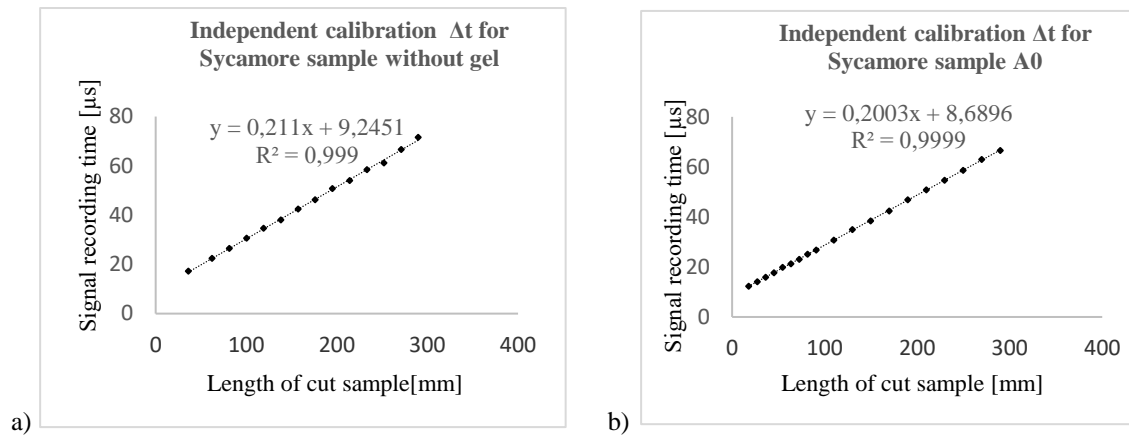 Independent calibration Δt for
Sycamore sample without gel
Signal recording time [µs]
80
60
40
20
0
y = 0,211x + 9,2451
R² = 0,999
0 100 200 300 400
Length of cut sample[mm]
a)
Independent calibration Δt for
Sycamore sample A0
Signal recording time [µs]
80
60
40
20
0
y = 0,2003x + 8,6896
R² = 0,9999
0 100 200 300 400
Length of cut sample [mm]
b)